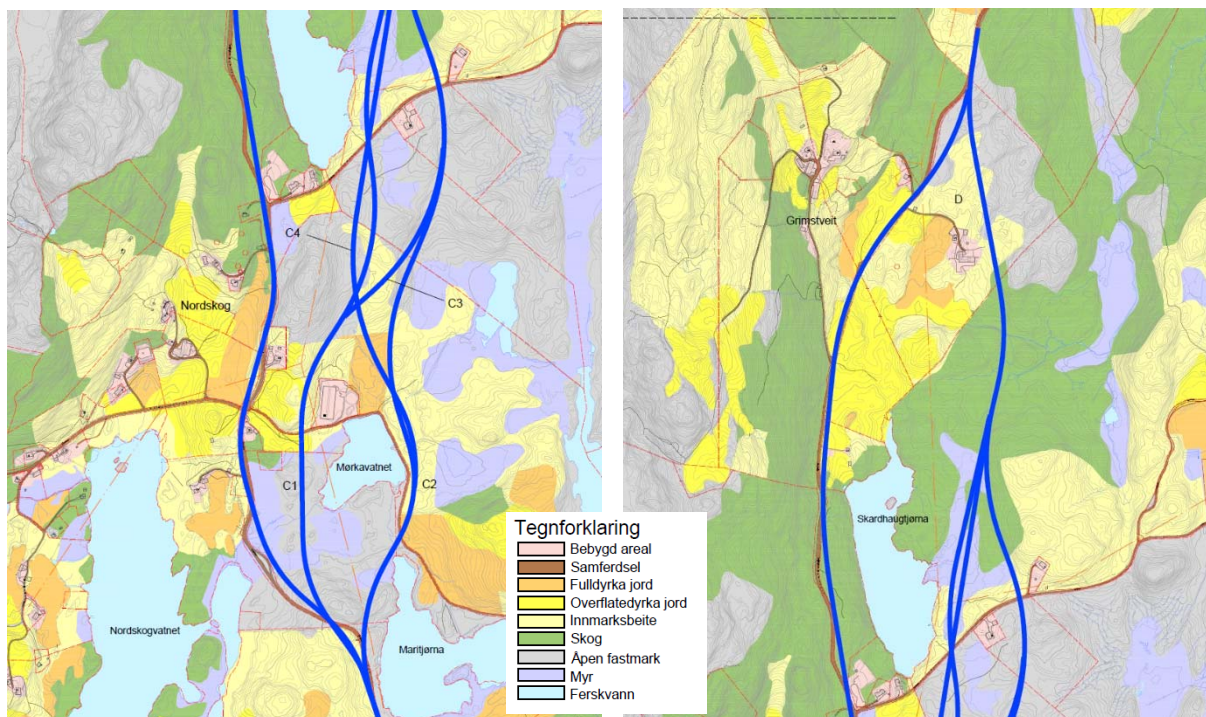 C4
C3
Nordskog
Mørkavatnet
C1
C2
Nordskogvatnet
Maritjørna
D
Grimstveit
Skardhaugtjørna
Tegnforklaring
Bebygd areal
Samferdsel
Fulldyrka jord
Overflatedyrka jord
Innmarksbeite
Skog
Åpen fastmark
Myr
Ferskvann